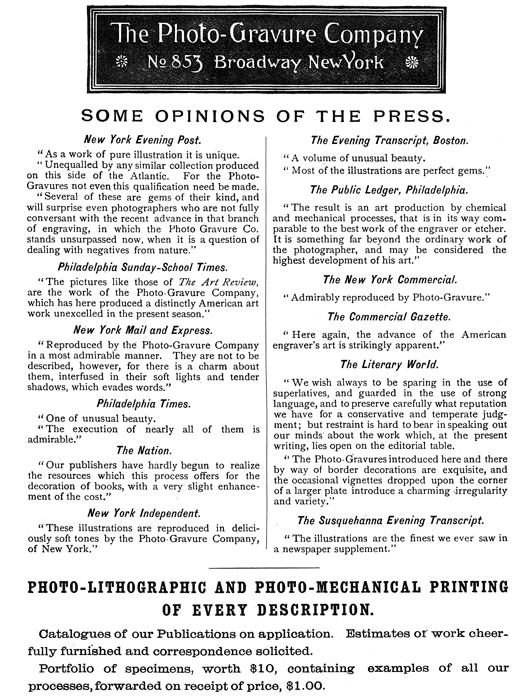 The Photo-Gravure Company
No 853 Broadway New York
SOME OPINIONS OF THE PRESS.
New York Evening Post.
"As a work of pure illustration it is unique.
"Unequalled by any similar collection produced
on this side of the Atlantic. For the Photo-
Gravures not even this qualification need be made.
"Several of these are gems of their kind, and
will surprise even photographers who are not fully
conversant with the recent advance in that branch
of engraving, in which the Photo Gravure Co.
stands unsurpassed now, when it is a question of
dealing with negatives from nature."
Philadelphia Sunday-School Times.
"The pictures like those of The Art Review,
are the work of the Photo-Gravure Company,
which has here produced a distinctly American art
work unexcelled in the present season."
New York Mail and Express.
"Reproduced by the Photo-Gravure Company
in a most admirable manner. They are not to be
described, however, for there is a charm about
them, interfused in their soft lights and tender
shadows, which evades words."
Philadelphia Times.
"One of unusual beauty.
"The execution of nearly all of them is
admirable."
The Nation.
"Our publishers have hardly begun to realize
the resources which this process offers for the
decoration of books, with a very slight enhance-
ment of the cost."
New York Independent.
"These illustrations are reproduced in delici-
ously soft tones by the Photo-Gravure Company,
of New York."
The Evening Transcript, Boston.
"A volume of unusual beauty.
"Most of the illustrations are perfect gems."
The Public Ledger, Philadelphia.
"The result is an art production by chemical
and mechanical processes, that is in its way com-
parable to the best work of the engraver or etcher.
It is something far beyond the ordinary work of
the photographer, and may be considered the
highest development of his art."
The New York Commercial.
"Admirably reproduced by Photo-Gravure."
The Commercial Gazette.
"Here again, the advance of the American
engraver's art is strikingly apparent."
The Literary World.
"We wish always to be sparing in the use of
superlatives, and guarded in the use of strong
language, and to preserve carefully what reputation
we have for a conservative and temperate judg-
ment; but restraint is hard to bear in speaking out
our minds about the work which, at the present
writing, lies open on the editorial table.
"The Photo-Gravures introduced here and there
by way of border decorations are exquisite, and
the occasional vignettes dropped upon the corner
of a larger plate introduce a charming irregularity
and variety."
The Susquehanna Evening Transcript.
"The illustrations are the finest we ever saw in
a newspaper supplement."
PHOTO-LITHOGRAPHIC AND PHOTO-MECHANICAL PRINTING
OF EVERY DESCRIPTION.
Catalogues of our Publications on application. Estimates of work cheer-
fully furnished and correspondence solicited.
Portfolio of specimens, worth $10, containing examples of all our
processes, forwarded on receipt of price, $1.00.